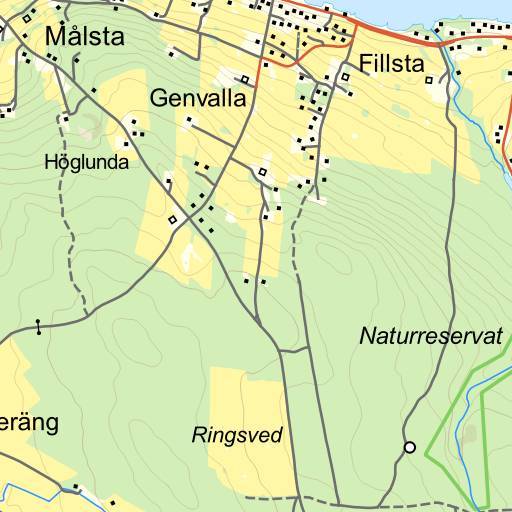 Målsta
Fillsta
Genvalla
Höglunda
Naturreservat
eräng
Ringsved